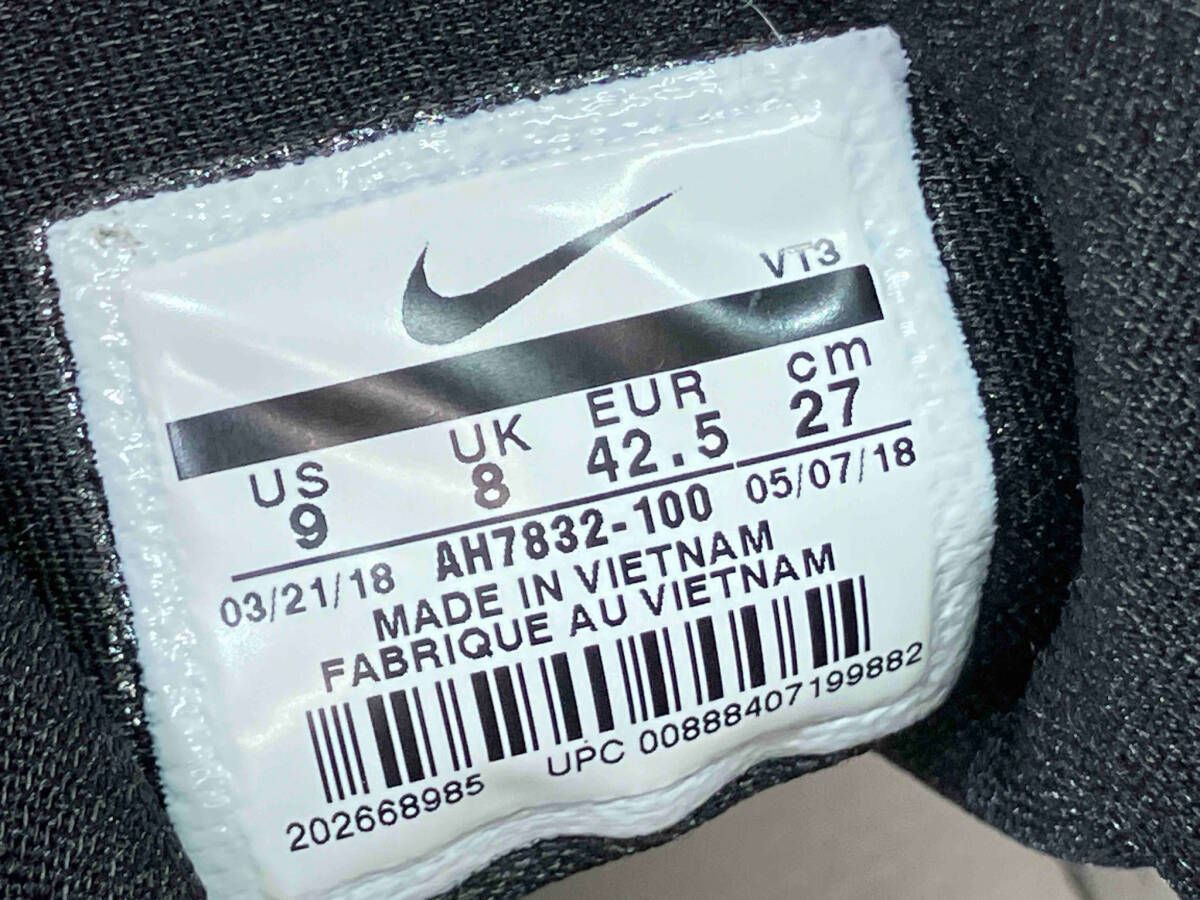 VT3
US UK EUR cm
9 8 42.5 27
03/21/18 AH7832-100 05/07/18
MADE IN VIETNAM
FABRIQUE AU VIETNAM
202668985 UPC 00888407199882